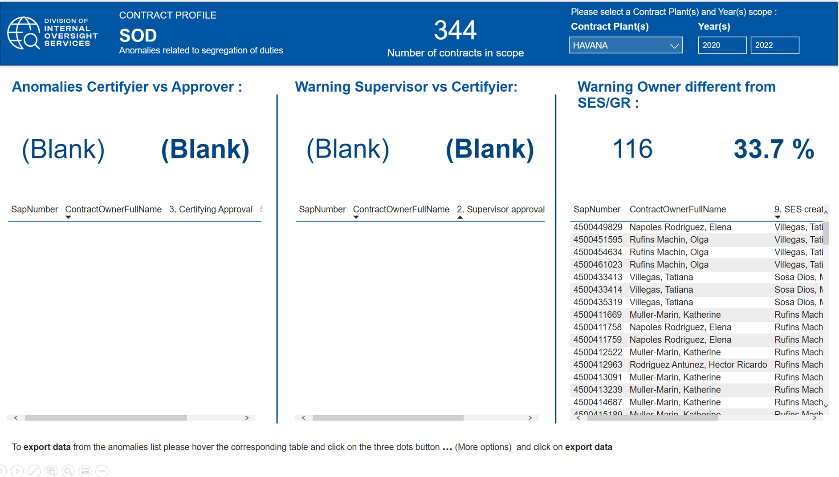 DIVISION OF
INTERNAL
OVERSIGHT
SERVICES
CONTRACT PROFILE
SOD
Anomalies related to segregation of duties
344
Number of contracts in scope
Please select a Contract Plant(s) and Year(s) scope :
Contract Plant(s) Year(s)
HAVANA 2020 2022
Anomalies Certifyier vs Approver :
(Blank) (Blank)
SapNumber ContractOwnerFullName 3. Certifying Approval
Warning Supervisor vs Certifyier:
(Blank) (Blank)
SapNumber ContractOwnerFullName 2. Supervisor approval
Warning Owner different from
SES/GR :
116 33.7 %
SapNumber ContractOwnerFullName 9. SES creat
4500449829 Napoles Rodriguez, Elena Villegas, Tati
4500451595 Rufins Machin, Olga Villegas, Tati
4500454634 Rufins Machin, Olga Villegas, Tati
4500461023 Rufins Machin, Olga Villegas, Tati
4500433413 Villegas, Tatiana Sosa Dios, M
4500433414 Villegas, Tatiana Sosa Dios, M
4500435319 Villegas, Tatiana Sosa Dios, M
4500411669 Muller-Marin, Katherine Rufins Mach
4500411758 Napoles Rodriguez, Elena Rufins Mach
4500411759 Napoles Rodriguez, Elena Rufins Mach
4500412522 Muller-Marin, Katherine Rufins Mach
4500412963 Rodriguez Antunez, Hector Ricardo Rufins Mach
4500413091 Muller-Marin, Katherine Rufins Mach
4500413239 Muller-Marin, Katherine Rufins Mach
4500414687 Muller-Marin, Katherine Rufins Mach
4500415189 Muller-Marin, Katherine Rufins Mach
To export data from the anomalies list please hover the corresponding table and click on the three dots button ... (More options) and click on export data